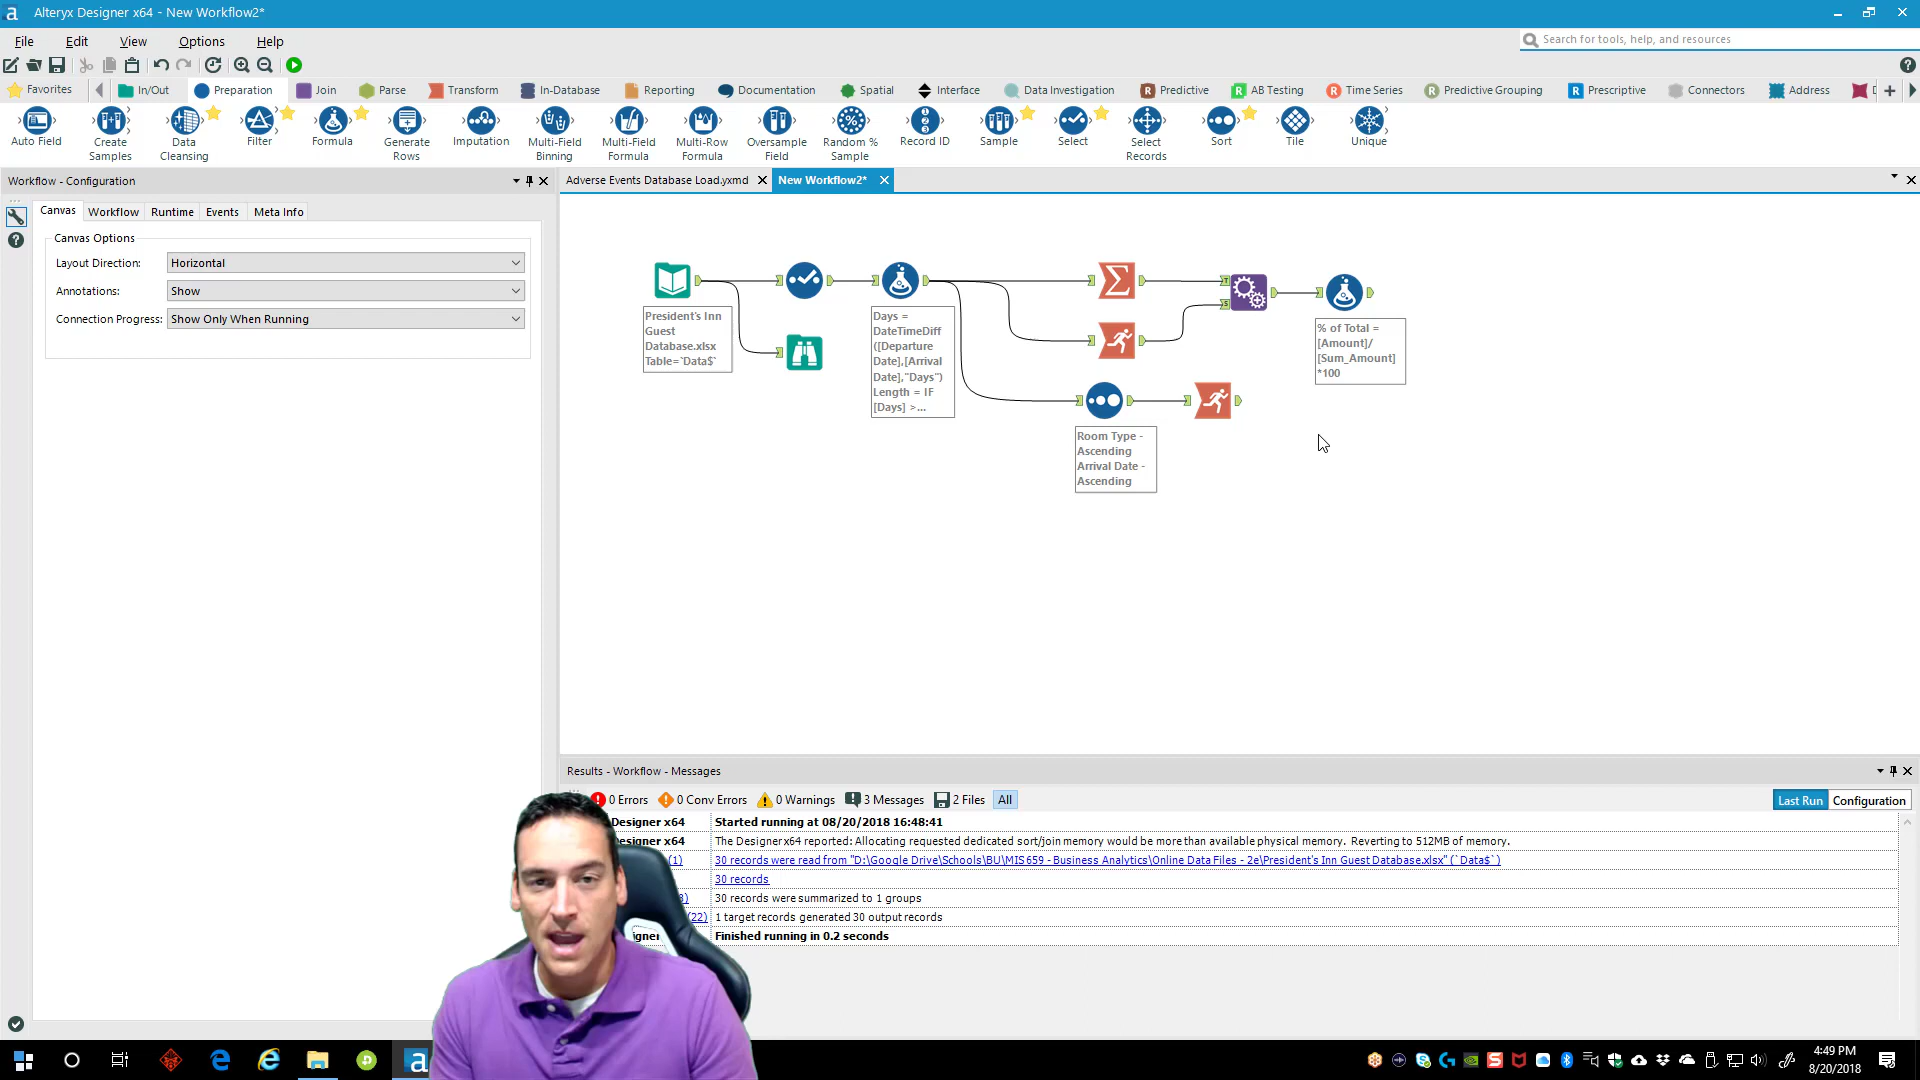 Alteryx Designer x64 - New Workflow2*
File Edit View Options Help
Search for tools, help, and resources
Favorites In/Out Preparation Join Parse Transform In-Database Reporting Documentation Spatial Interface Data Investigation Predictive AB Testing Time Series Predictive Grouping Prescriptive Connectors Address
Auto Field
Create
Samples
Data
Cleansing
Filter
Formula
Generate
Rows
Imputation
Multi-Field
Binning
Multi-Field
Formula
Multi-Row
Formula
Oversample
Field
Random %
Sample
Record ID
Sample
Select
Select
Records
Sort
Tile
Unique
Workflow - Configuration
Adverse Events Database Load.yxmd
New Workflow2*
Canvas Workflow Runtime Events Meta Info
Canvas Options
Layout Direction: Horizontal
Annotations: Show
Connection Progress: Show Only When Running
President's Inn
Guest
Database.xlsx
Table=`Data$`
Days =
DateTimeDiff
([Departure
Date],[Arrival
Date],"Days")
Length = IF
[Days] >...
% of Total =
[Amount]/
[Sum_Amount]
*100
Room Type -
Ascending
Arrival Date -
Ascending
Results - Workflow - Messages
0 Errors 0 Conv Errors 0 Warnings 3 Messages 2 Files All
Last Run Configuration
Designer x64 Started running at 08/20/2018 16:48:41
esigner x64 The Designer x64 reported: Allocating requested dedicated sort/join memory would be more than available physical memory. Reverting to 512MB of memory.
(1) 30 records were read from "D:\Google Drive\Schools\BU\MIS 659 - Business Analytics\Online Data Files - 2e\President's Inn Guest Database.xlsx" (`Data$`)
30 records
30 records were summarized to 1 groups
(22) 1 target records generated 30 output records
igner Finished running in 0.2 seconds
4:49 PM
8/20/2018